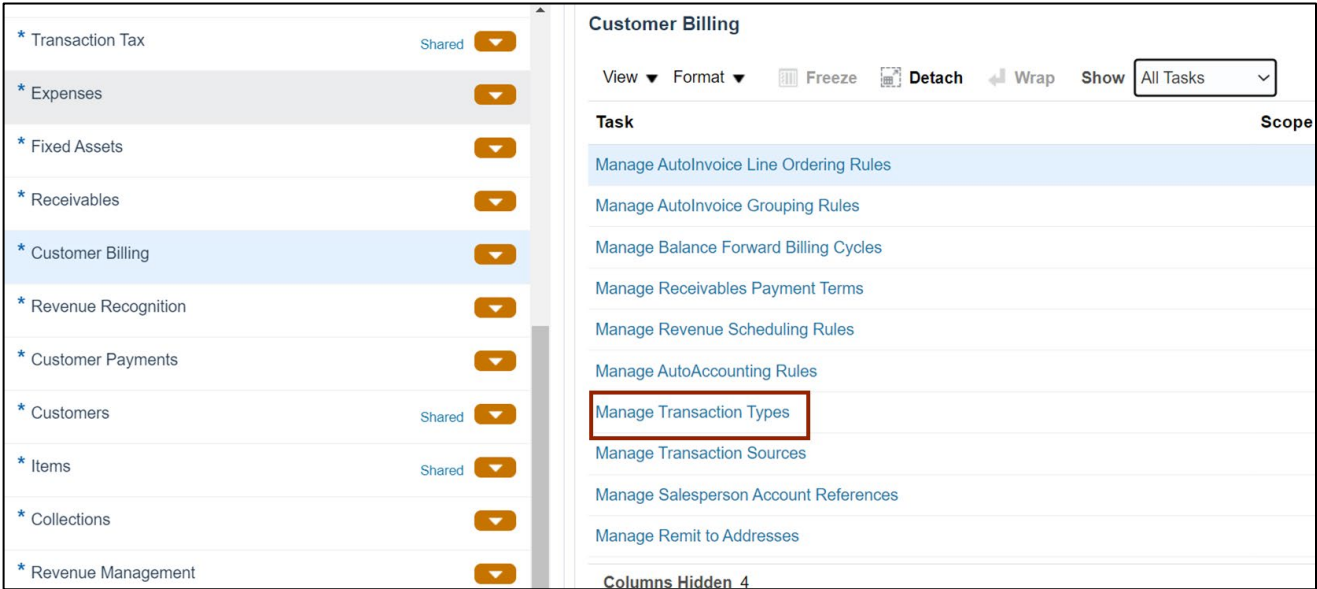 * Transaction Tax Shared
* Expenses
* Fixed Assets
* Receivables
* Customer Billing
* Revenue Recognition
* Customer Payments
* Customers Shared
* Items Shared
* Collections
* Revenue Management
Customer Billing
View Format Freeze Detach Wrap Show All Tasks
Task Scope
Manage AutoInvoice Line Ordering Rules
Manage AutoInvoice Grouping Rules
Manage Balance Forward Billing Cycles
Manage Receivables Payment Terms
Manage Revenue Scheduling Rules
Manage AutoAccounting Rules
Manage Transaction Types
Manage Transaction Sources
Manage Salesperson Account References
Manage Remit to Addresses
Columns Hidden 4